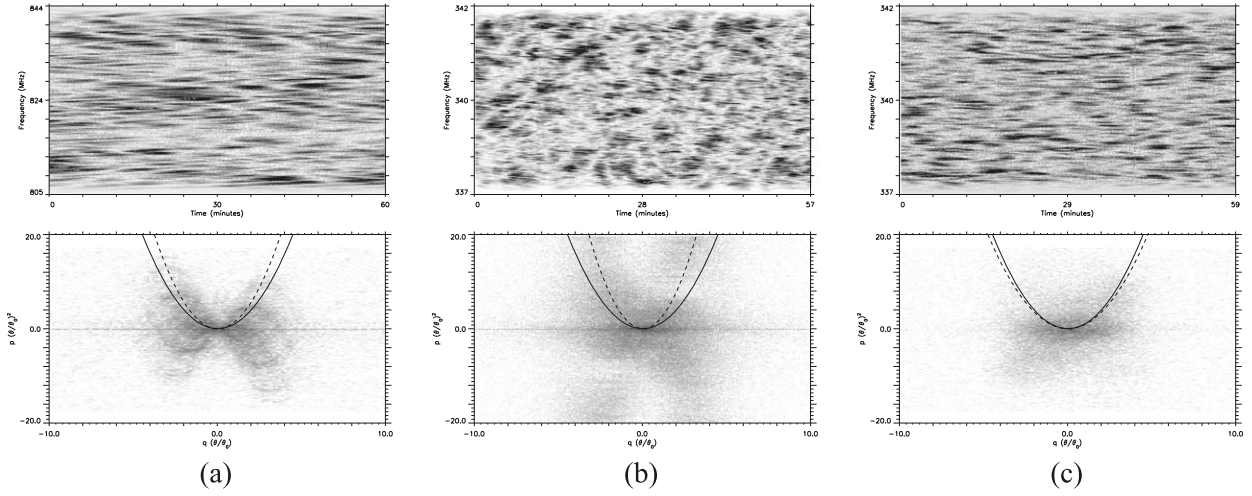 844
824
805
Frequency (MHz)
0
30
60
Time (minutes)
342
340
337
Frequency (MHz)
0
28
57
Time (minutes)
342
340
337
Frequency (MHz)
0
29
59
Time (minutes)
20.0
0.0
-20.0
p (θ/θ₀)²
-10.0
0.0
10.0
q (θ/θ₀)
20.0
0.0
-20.0
p (θ/θ₀)²
-10.0
0.0
10.0
q (θ/θ₀)
20.0
0.0
-20.0
p (θ/θ₀)²
-10.0
0.0
10.0
q (θ/θ₀)
(a)
(b)
(c)